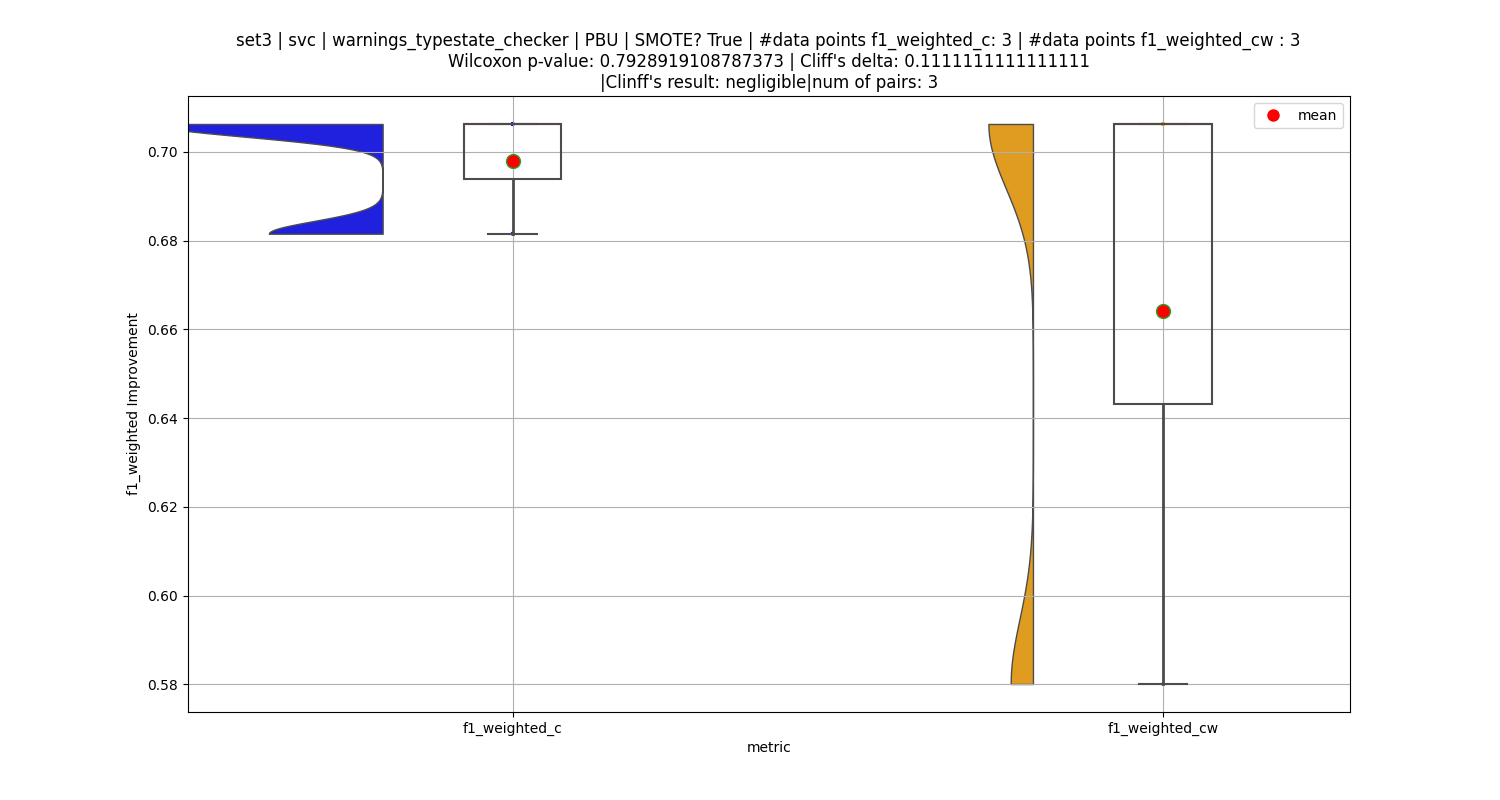 set3 | svc | warnings_typestate_checker | PBU | SMOTE? True | #data points f1_weighted_c: 3 | #data points f1_weighted_cw : 3
Wilcoxon p-value: 0.7928919108787373 | Cliff's delta: 0.1111111111111111
|Clinff's result: negligible|num of pairs: 3
mean
0.70
0.68
0.66
0.64
0.62
0.60
0.58
f1_weighted Improvement
f1_weighted_c
f1_weighted_cw
metric